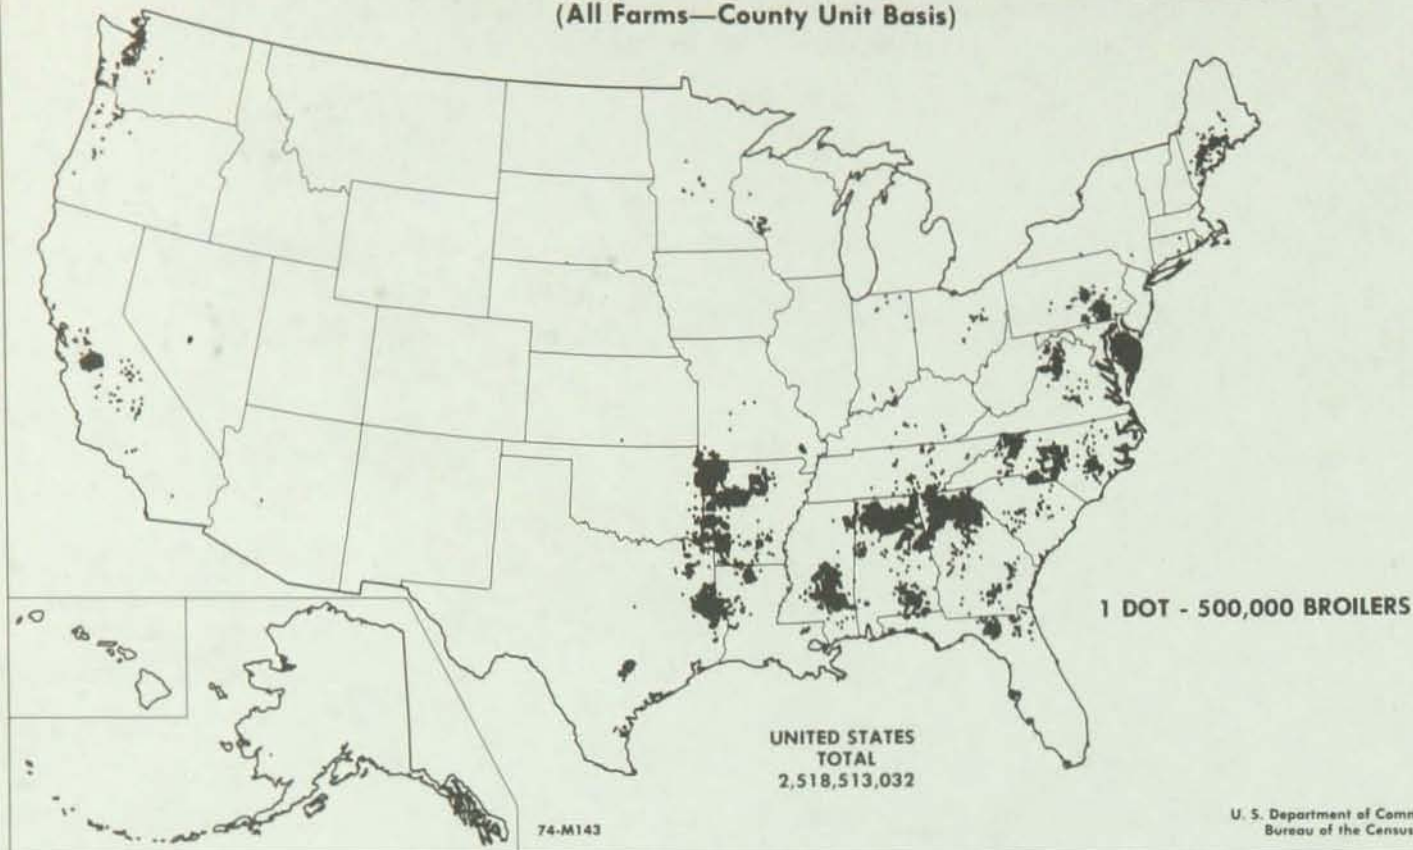 (All Farms—County Unit Basis)
1 DOT - 500,000 BROILERS
UNITED STATES
TOTAL
2,518,513,032
74-M143
U. S. Department of Comm
Bureau of the Census